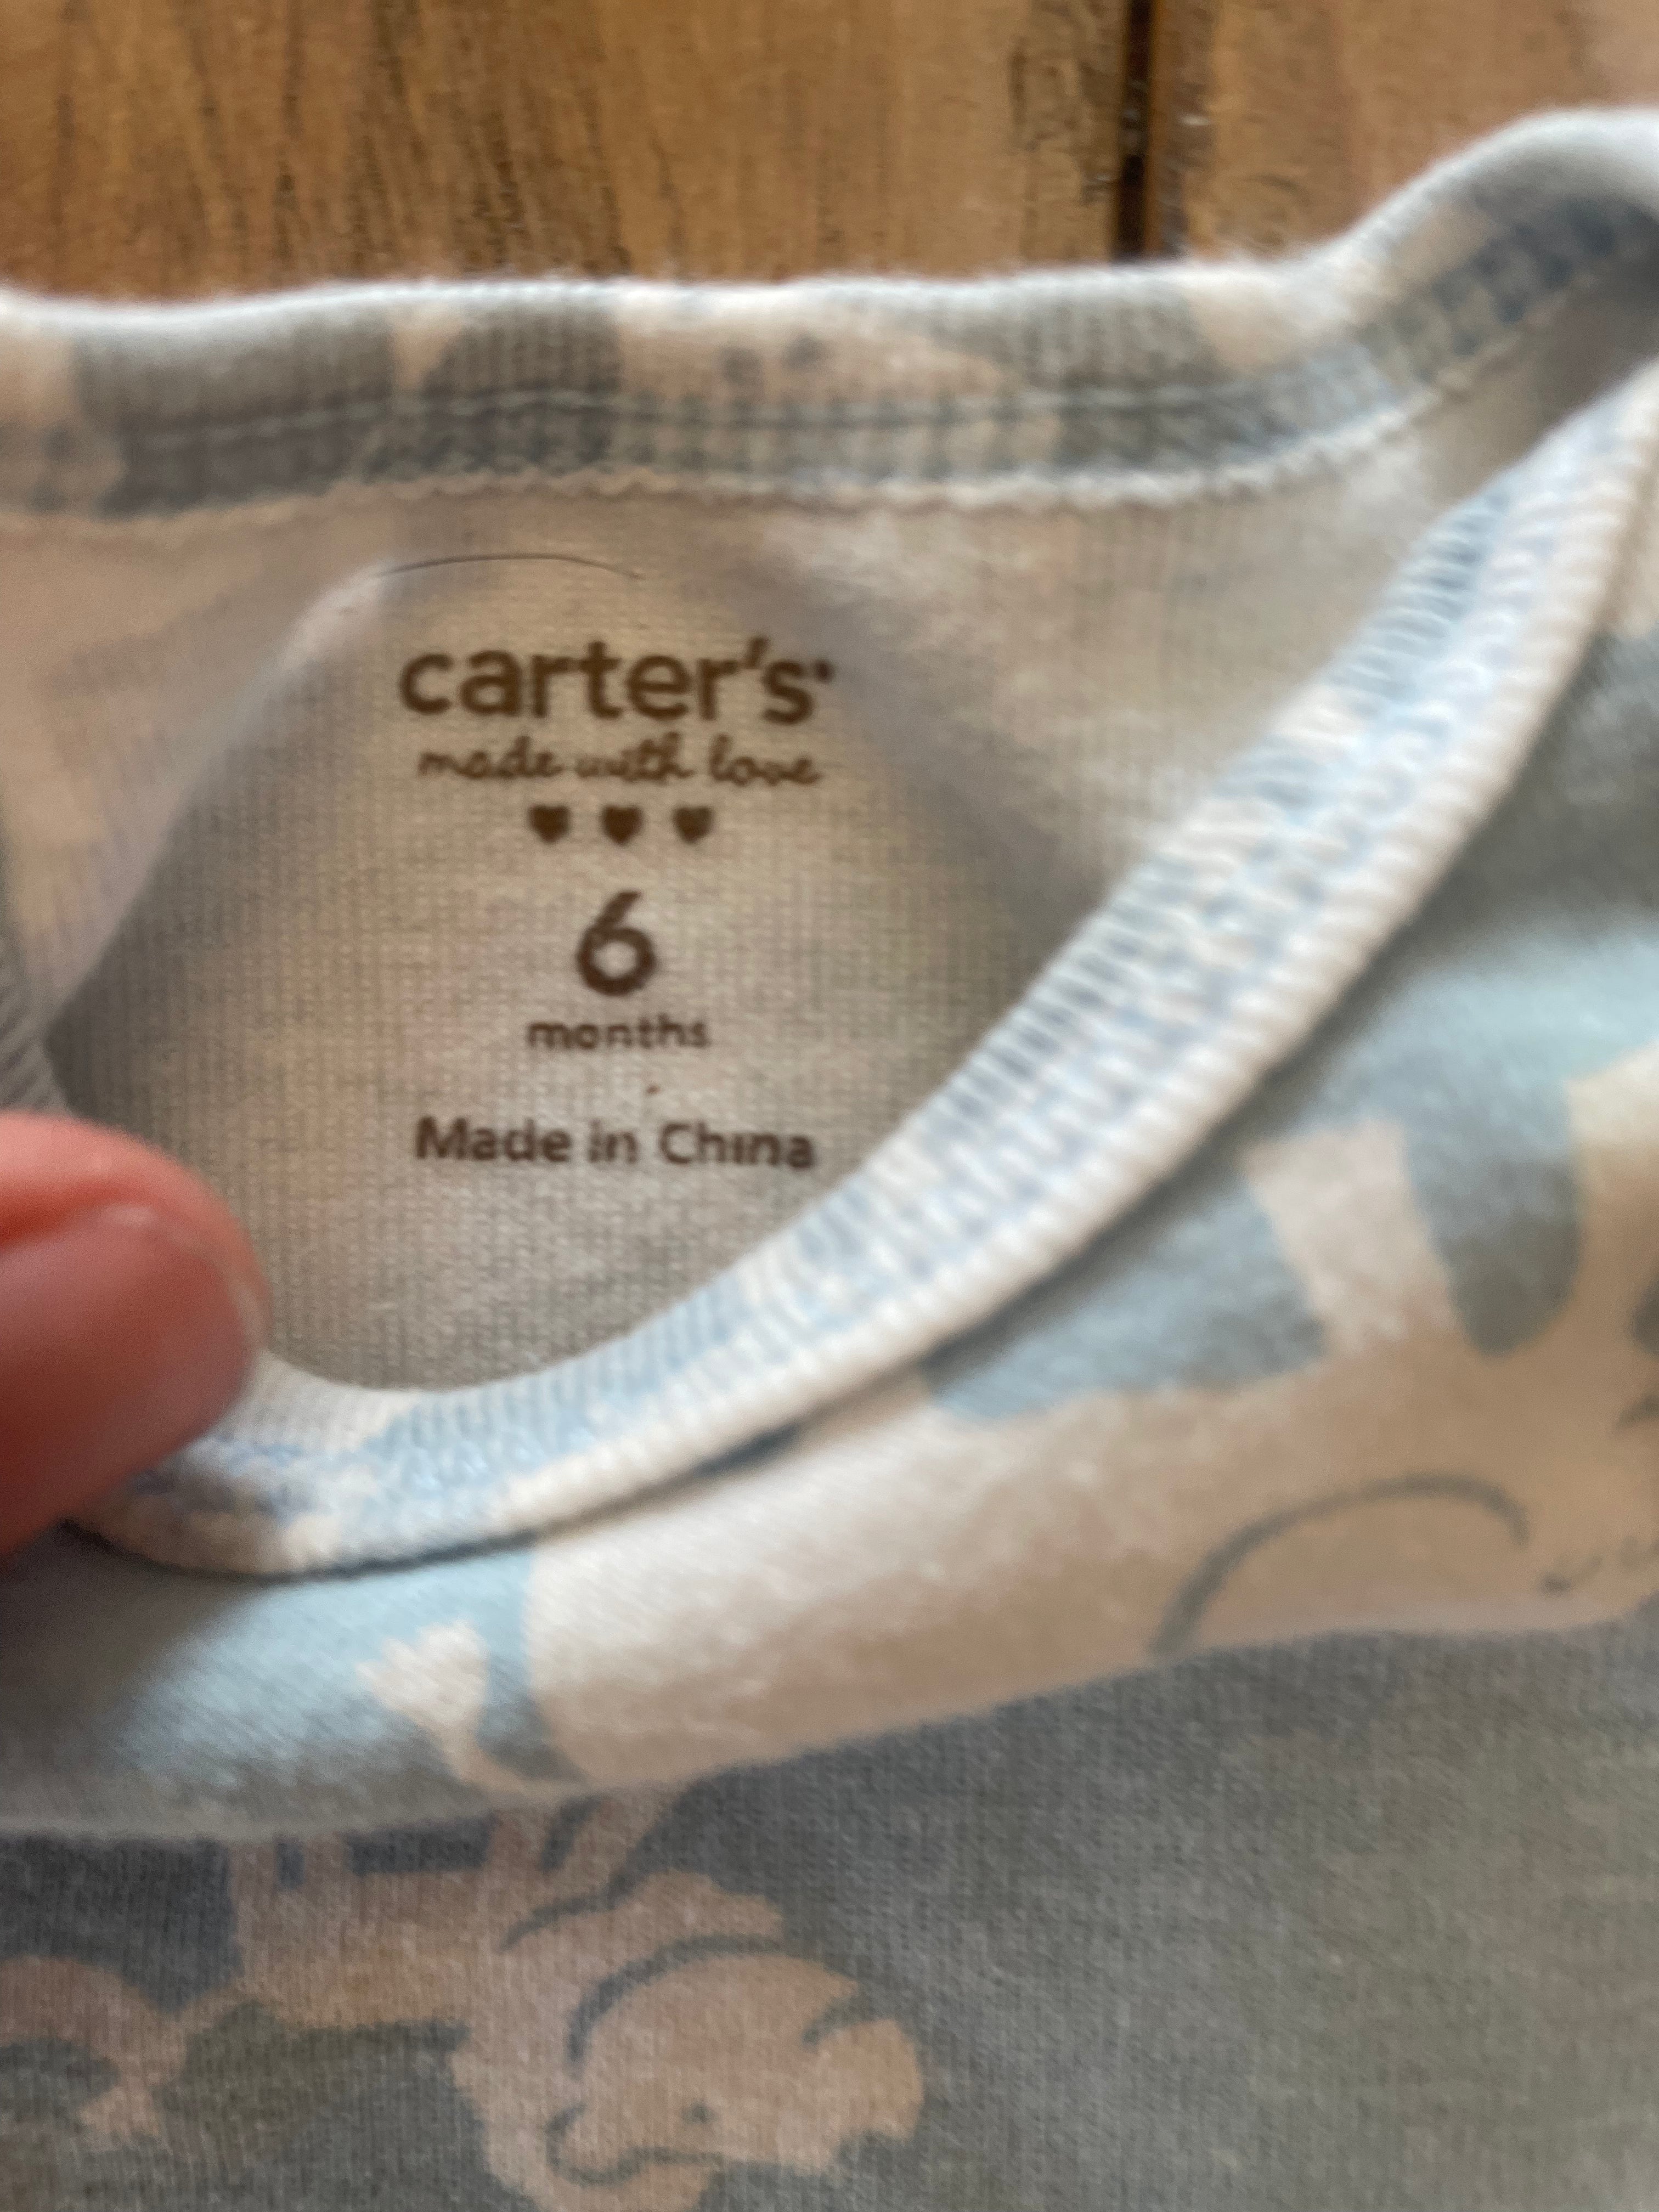 carter's
made with love
6
months
Made in China